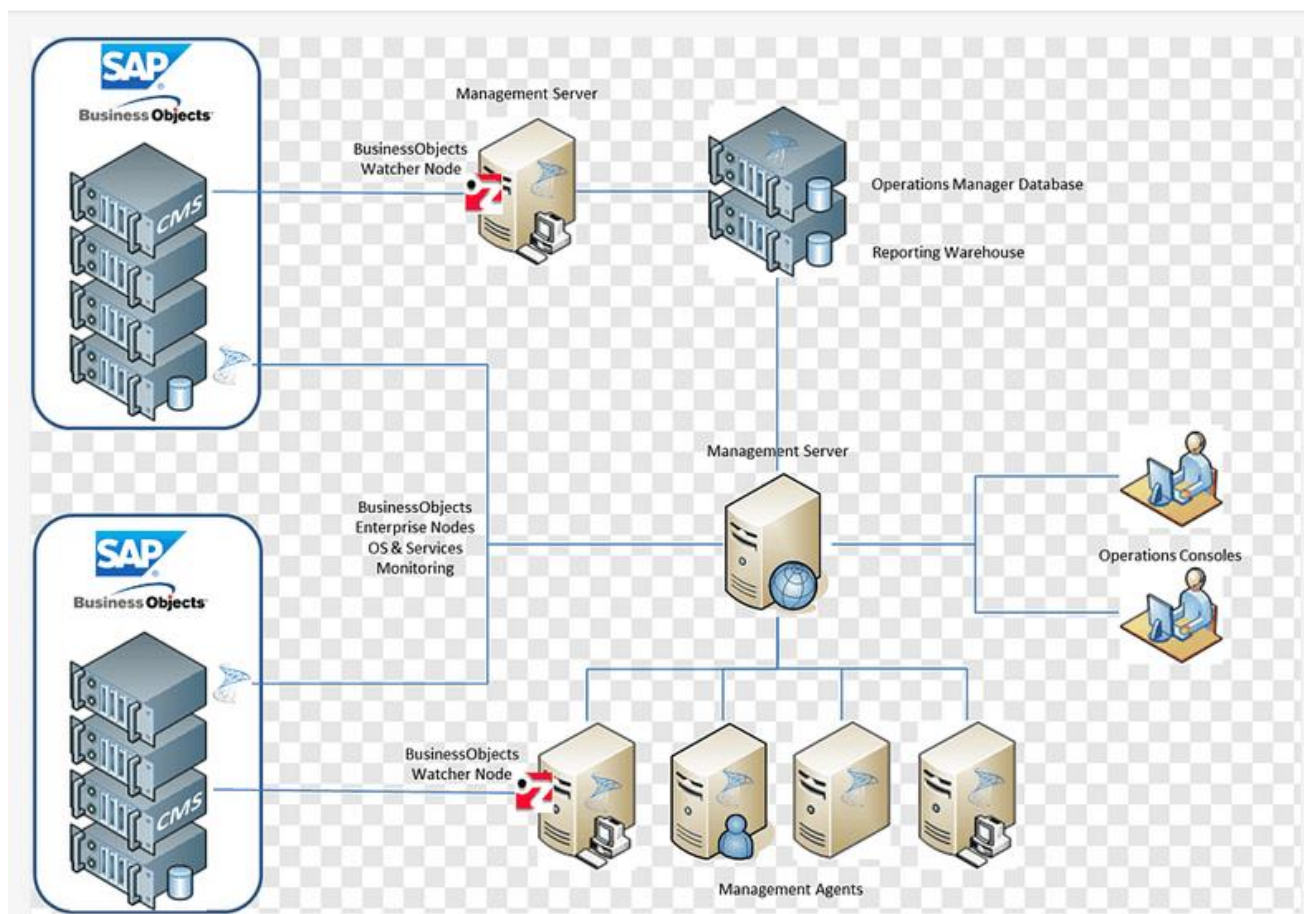 SAP
Business Objects
CMS
Management Server
BusinessObjects
Watcher Node
Operations Manager Database
Reporting Warehouse
Management Server
BusinessObjects
Enterprise Nodes
OS & Services
Monitoring
Operations Consoles
SAP
Business Objects
CMS
BusinessObjects
Watcher Node
Management Agents